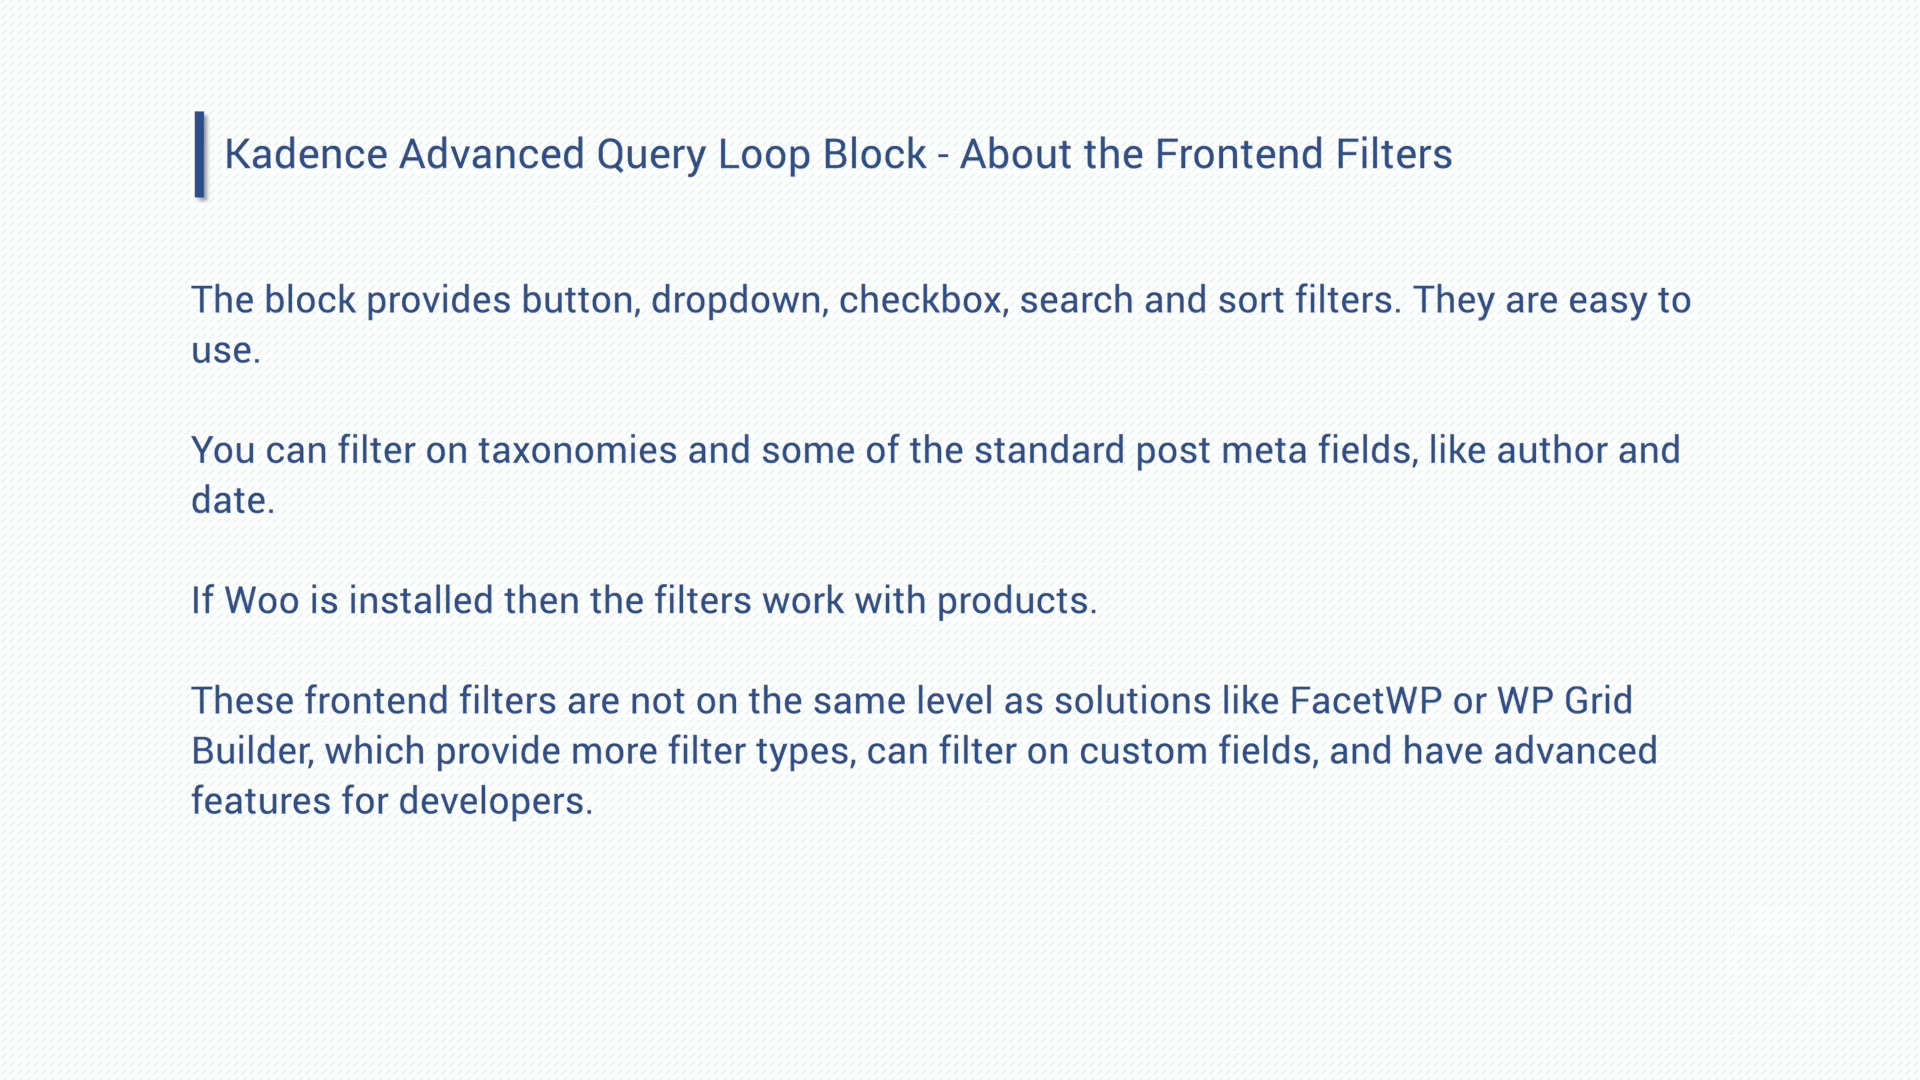 Kadence Advanced Query Loop Block - About the Frontend Filters
The block provides button, dropdown, checkbox, search and sort filters. They are easy to
use.
You can filter on taxonomies and some of the standard post meta fields, like author and
date.
If Woo is installed then the filters work with products.
These frontend filters are not on the same level as solutions like FacetWP or WP Grid
Builder, which provide more filter types, can filter on custom fields, and have advanced
features for developers.